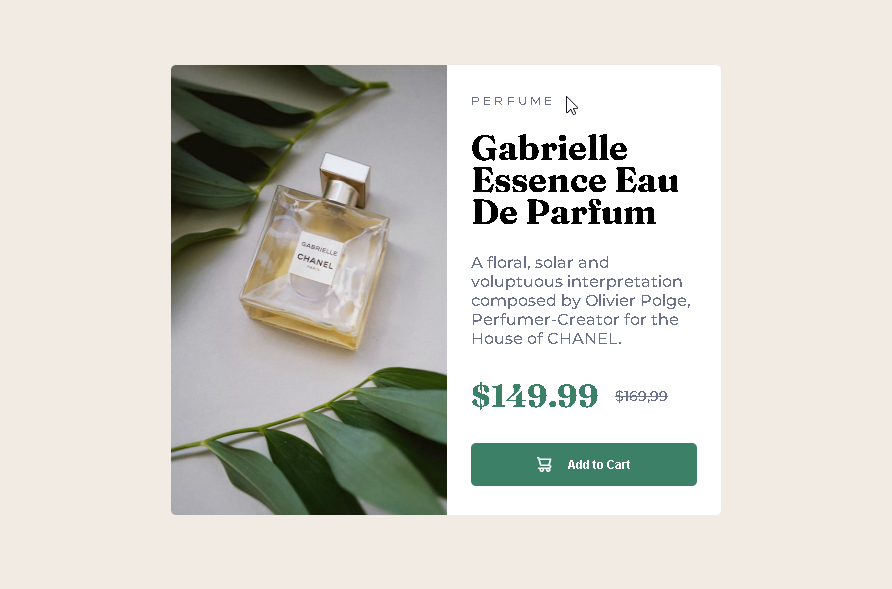 PERFUME
Gabrielle
Essence Eau
De Parfum
A floral, solar and
voluptuous interpretation
composed by Olivier Polge,
Perfumer-Creator for the
House of CHANEL.
$149.99 $169,99
Add to Cart
GABRIELLE
CHANEL
PARIS